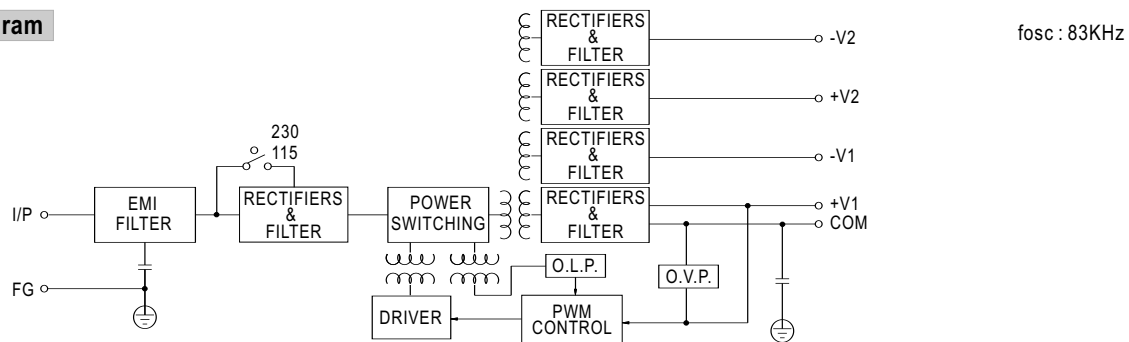 ram
fosc : 83KHz
RECTIFIERS
&
FILTER
-V2
RECTIFIERS
&
FILTER
+V2
RECTIFIERS
&
FILTER
-V1
230
115
I/P
EMI
FILTER
RECTIFIERS
&
FILTER
POWER
SWITCHING
RECTIFIERS
&
FILTER
+V1
COM
O.L.P.
O.V.P.
FG
DRIVER
PWM
CONTROL